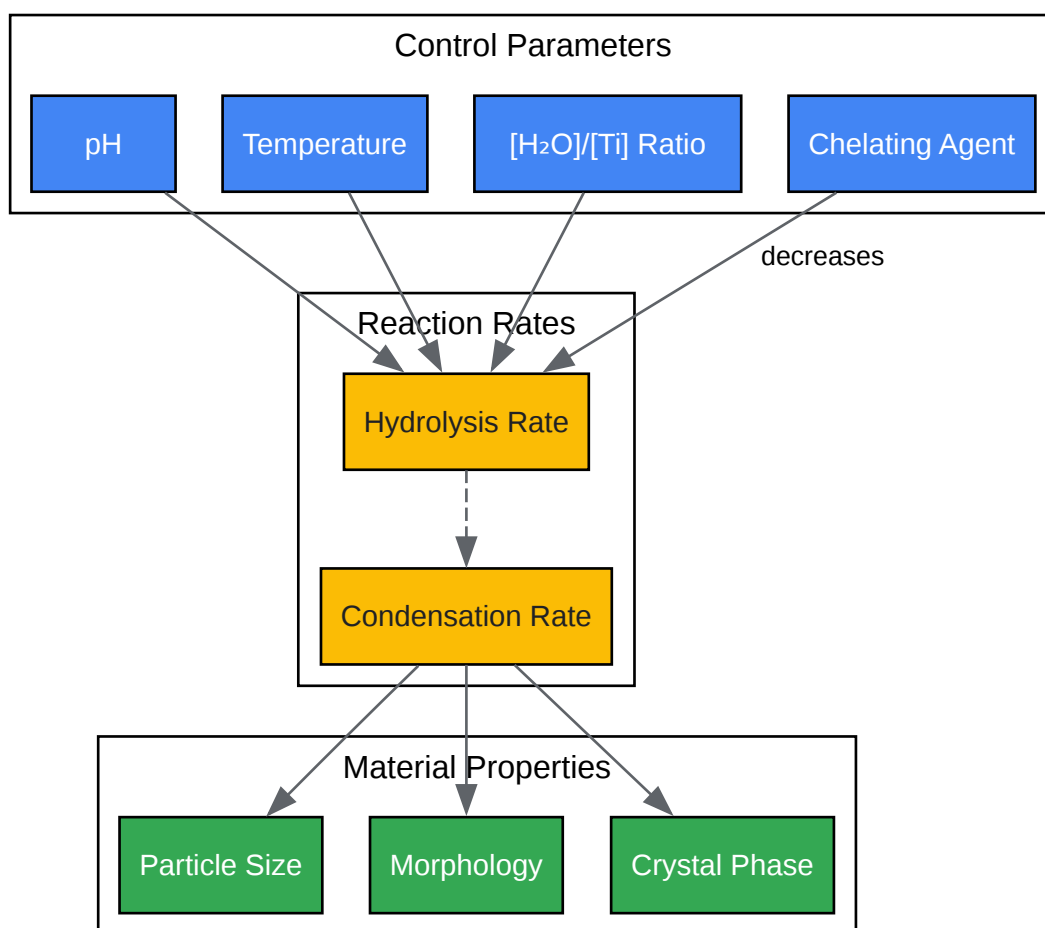 Control Parameters
pH
Temperature
[H₂O]/[Ti] Ratio
Chelating Agent
decreases
Reaction Rates
Hydrolysis Rate
Condensation Rate
Material Properties
Particle Size
Morphology
Crystal Phase